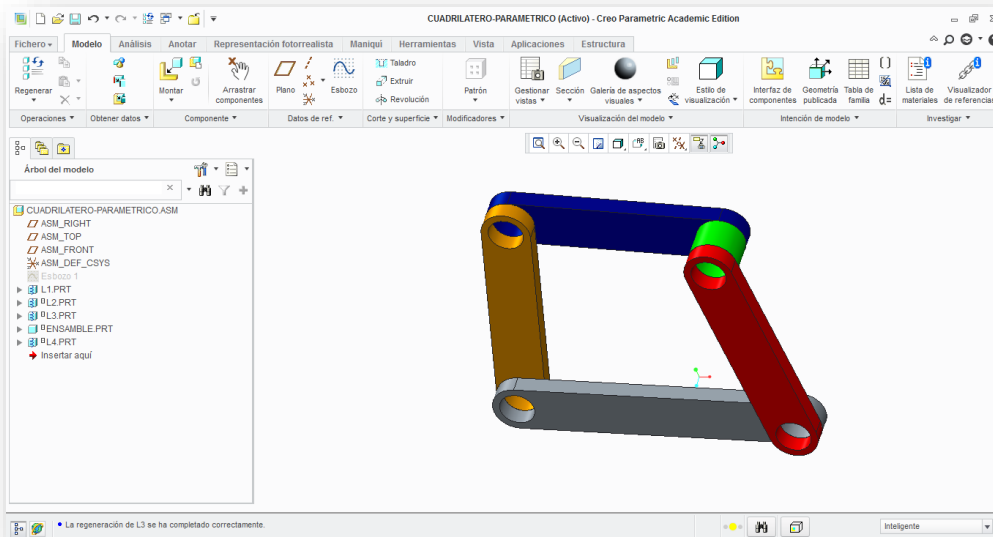 CUADRILATERO-PARAMETRICO (Activo) - Creo Parametric Academic Edition
Fichero Modelo Análisis Anotar Representación fotorrealista Maniquí Herramientas Vista Aplicaciones Estructura
Regenerar
Montar
Arrastrar componentes
Plano
Esbozo
Taladro
Extruir
Revolución
Patrón
Gestionar vistas
Sección
Galería de aspectos visuales
Estilo de visualización
Interfaz de componentes
Geometría publicada
Tabla de familia
d=
Lista de materiales
Visualizador de referencias
Operaciones Obtener datos Componente Datos de ref. Corte y superficie Modificadores Visualización del modelo Intención de modelo Investigar
Árbol del modelo
CUADRILATERO-PARAMETRICO.ASM
ASM_RIGHT
ASM_TOP
ASM_FRONT
ASM_DEF_CSYS
Esbozo 1
L1.PRT
L2.PRT
L3.PRT
ENSAMBLE.PRT
L4.PRT
Insertar aquí
La regeneración de L3 se ha completado correctamente.
Inteligente